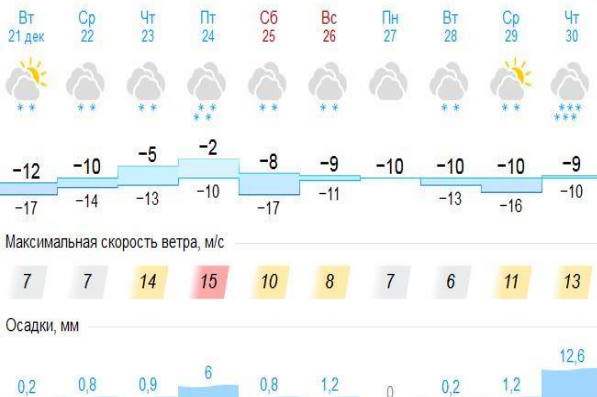 Вт Ср Чт Пт Сб Вс Пн Вт Ср Чт
21 дек 22 23 24 25 26 27 28 29 30
−12 −10 −5 −2 −8 −9 −10 −10 −10 −9
−17 −14 −13 −10 −17 −11 −13 −16 −10
Максимальная скорость ветра, м/с
7 7 14 15 10 8 7 6 11 13
Осадки, мм
0,2 0,8 0,9 6 0,8 1,2 0 0,2 1,2 12,6